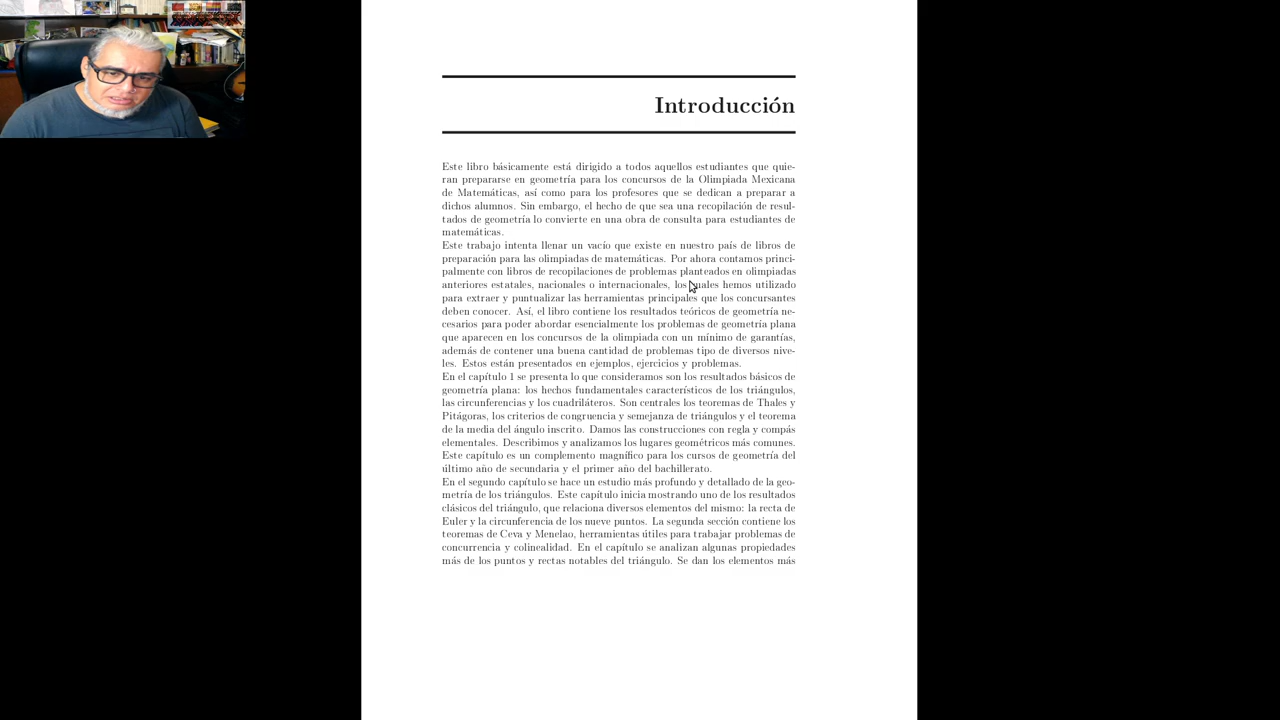 Introducción
Este libro básicamente está dirigido a todos aquellos estudiantes que quie-
ran prepararse en geometría para los concursos de la Olimpiada Mexicana
de Matemáticas, así como para los profesores que se dedican a preparar a
dichos alumnos. Sin embargo, el hecho de que sea una recopilación de resul-
tados de geometría lo convierte en una obra de consulta para estudiantes de
matemáticas.
Este trabajo intenta llenar un vacío que existe en nuestro país de libros de
preparación para las olimpiadas de matemáticas. Por ahora contamos princi-
palmente con libros de recopilaciones de problemas planteados en olimpiadas
anteriores estatales, nacionales o internacionales, los cuales hemos utilizado
para extraer y puntualizar las herramientas principales que los concursantes
deben conocer. Así, el libro contiene los resultados teóricos de geometría ne-
cesarios para poder abordar esencialmente los problemas de geometría plana
que aparecen en los concursos de la olimpiada con un mínimo de garantías,
además de contener una buena cantidad de problemas tipo de diversos nive-
les. Estos están presentados en ejemplos, ejercicios y problemas.
En el capítulo 1 se presenta lo que consideramos son los resultados básicos de
geometría plana: los hechos fundamentales característicos de los triángulos,
las circunferencias y los cuadriláteros. Son centrales los teoremas de Thales y
Pitágoras, los criterios de congruencia y semejanza de triángulos y el teorema
de la media del ángulo inscrito. Damos las construcciones con regla y compás
elementales. Describimos y analizamos los lugares geométricos más comunes.
Este capítulo es un complemento magnífico para los cursos de geometría del
último año de secundaria y el primer año del bachillerato.
En el segundo capítulo se hace un estudio más profundo y detallado de la geo-
metría de los triángulos. Este capítulo inicia mostrando uno de los resultados
clásicos del triángulo, que relaciona diversos elementos del mismo: la recta de
Euler y la circunferencia de los nueve puntos. La segunda sección contiene los
teoremas de Ceva y Menelao, herramientas útiles para trabajar problemas de
concurrencia y colinealidad. En el capítulo se analizan algunas propiedades
más de los puntos y rectas notables del triángulo. Se dan los elementos más